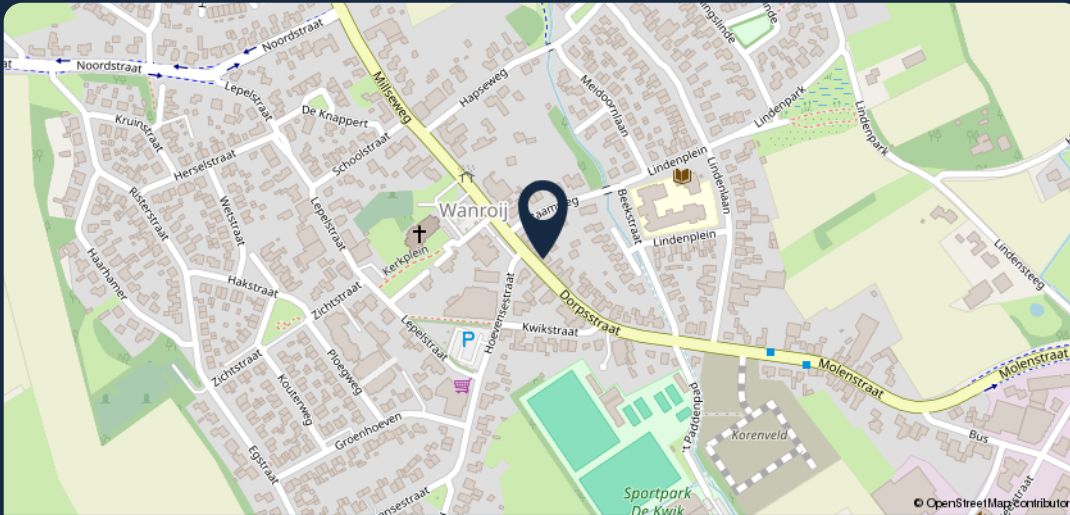 Noordstraat
Noordstraat
Millseweg
Lepelstraat
De Knappert
Hapseweg
Meidoornlaan
Lindenpark
Lindenpark
Kruinstraat
Herselstraat
Schoolstraat
Lindenplein
Lindenlaan
Risterstraat
Wetstraat
Lepelstraat
Wanroij
Beekstraat
Lindenplein
Kerkplein
Haarhamer
Hakstraat
Zichtstraat
Hoevensestraat
Dorpsstraat
Lindensteeg
Lepelstraat
P
Kwikstraat
Zichtstraat
Ploegweg
Kouterweg
Molenstraat
Molenstraat
't Paddenpad
Groenhoeven
Korenveld
Bus
Egstraat
Sportpark
De Kwik
© OpenStreetMap contributor